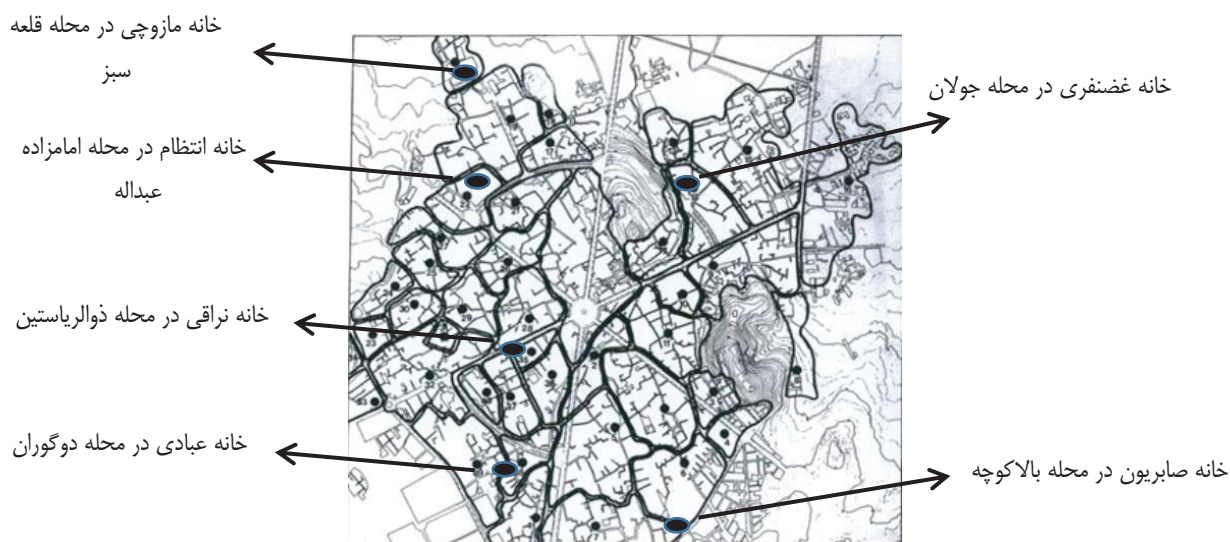 خانه مازوچی در محله قلعه
سبز
خانه غضنفری در محله جولان
خانه انتظام در محله امامزاده
عبداله
خانه نراقی در محله ذوالریاستین
خانه عبادی در محله دوگوران
خانه صابریون در محله بالاکوچه